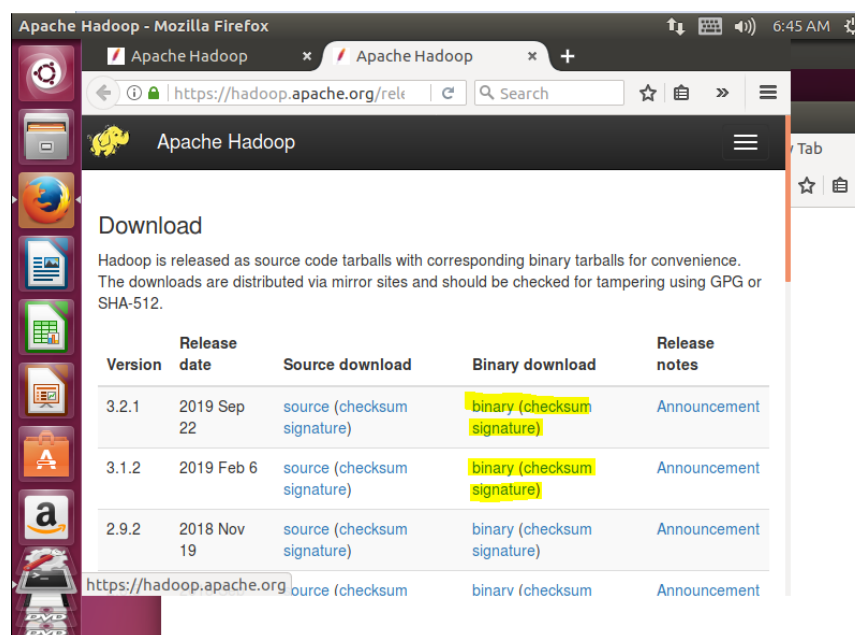 Apache Hadoop - Mozilla Firefox 6:45 AM
Apache Hadoop × Apache Hadoop × +
https://hadoop.apache.org/rele Search
Tab
Apache Hadoop
Download
Hadoop is released as source code tarballs with corresponding binary tarballs for convenience.
The downloads are distributed via mirror sites and should be checked for tampering using GPG or
SHA-512.
Version Release date Source download Binary download Release notes
3.2.1 2019 Sep 22 source (checksum signature) binary (checksum signature) Announcement
3.1.2 2019 Feb 6 source (checksum signature) binary (checksum signature) Announcement
2.9.2 2018 Nov 19 source (checksum signature) binary (checksum signature) Announcement
source (checksum binary (checksum Announcement
https://hadoop.apache.org